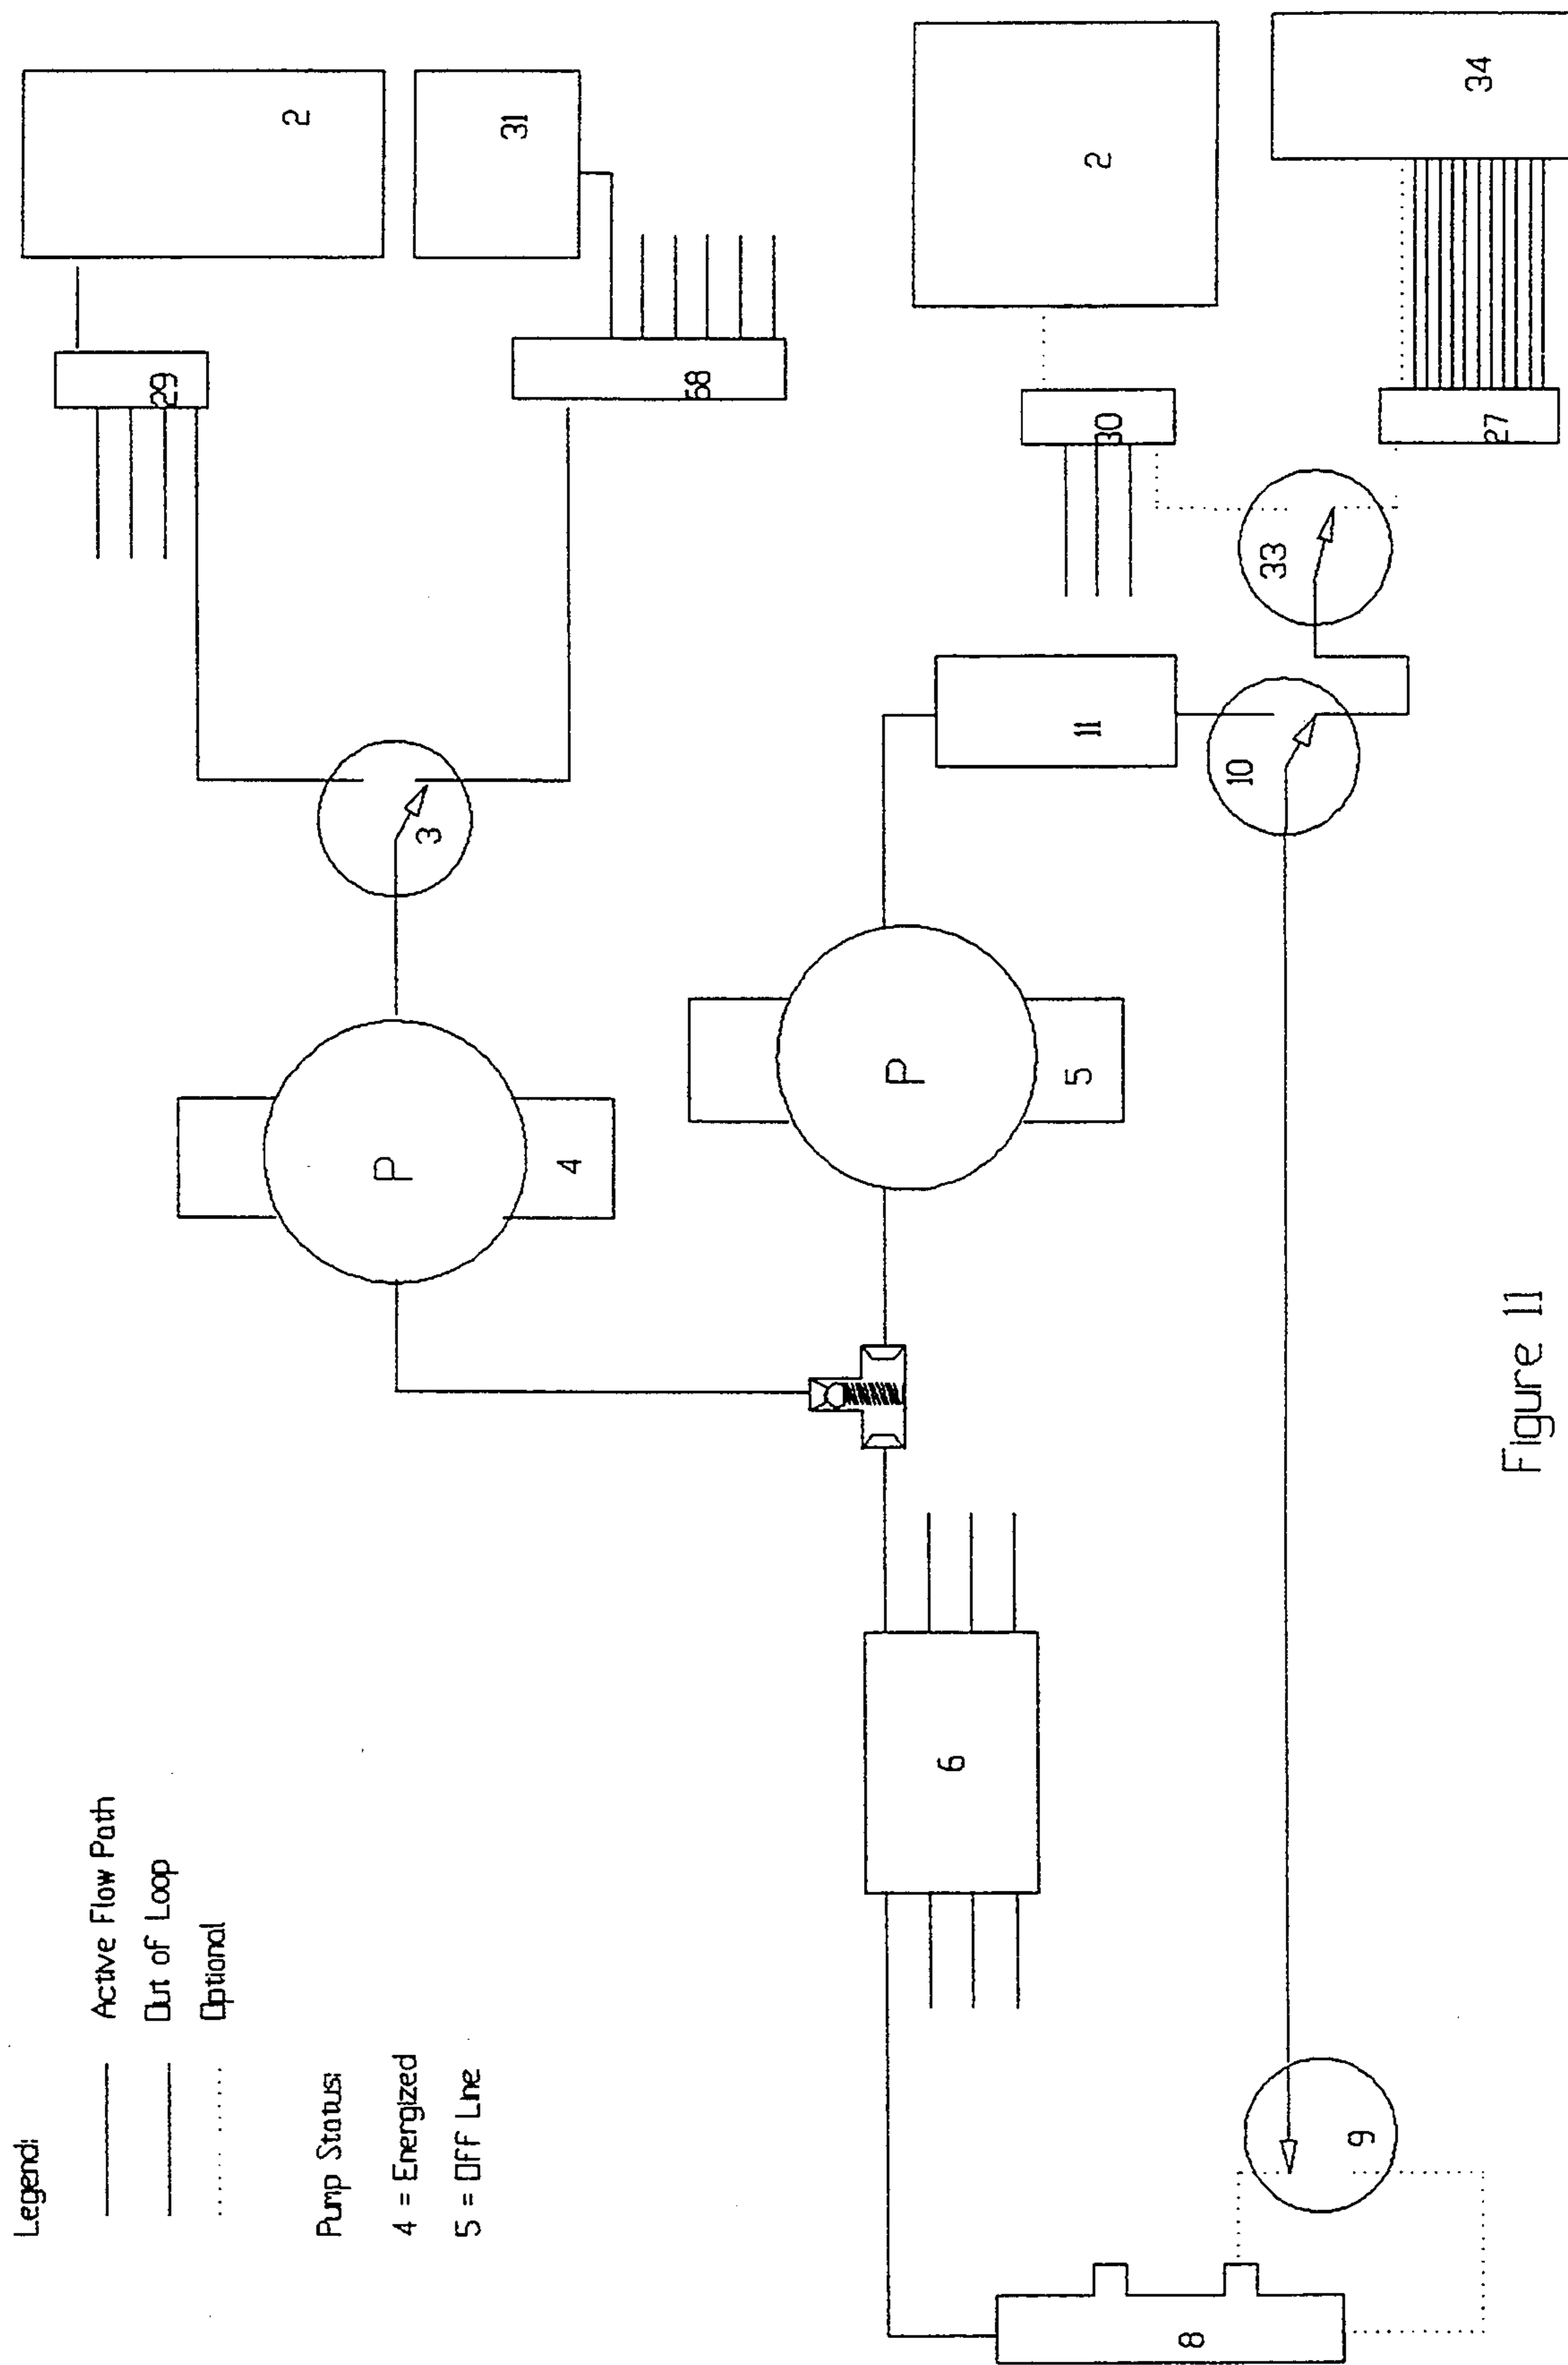 Legend:
Active Flow Path
Out of Loop
Optional
Pump Status:
4 = Energized
5 = Off Line
2
31
29
68
3
P
4
P
5
2
34
30
27
33
11
10
6
9
8
Figure 11